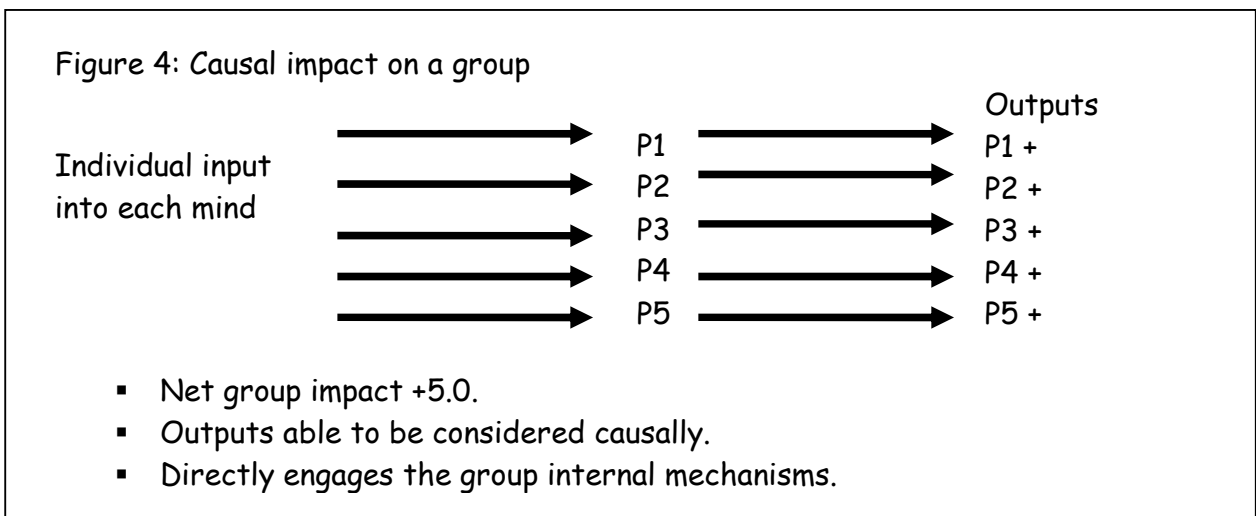 Figure 4: Causal impact on a group
Outputs
Individual input
into each mind
P1
P2
P3
P4
P5
P1 +
P2 +
P3 +
P4 +
P5 +
▪ Net group impact +5.0.
▪ Outputs able to be considered causally.
▪ Directly engages the group internal mechanisms.